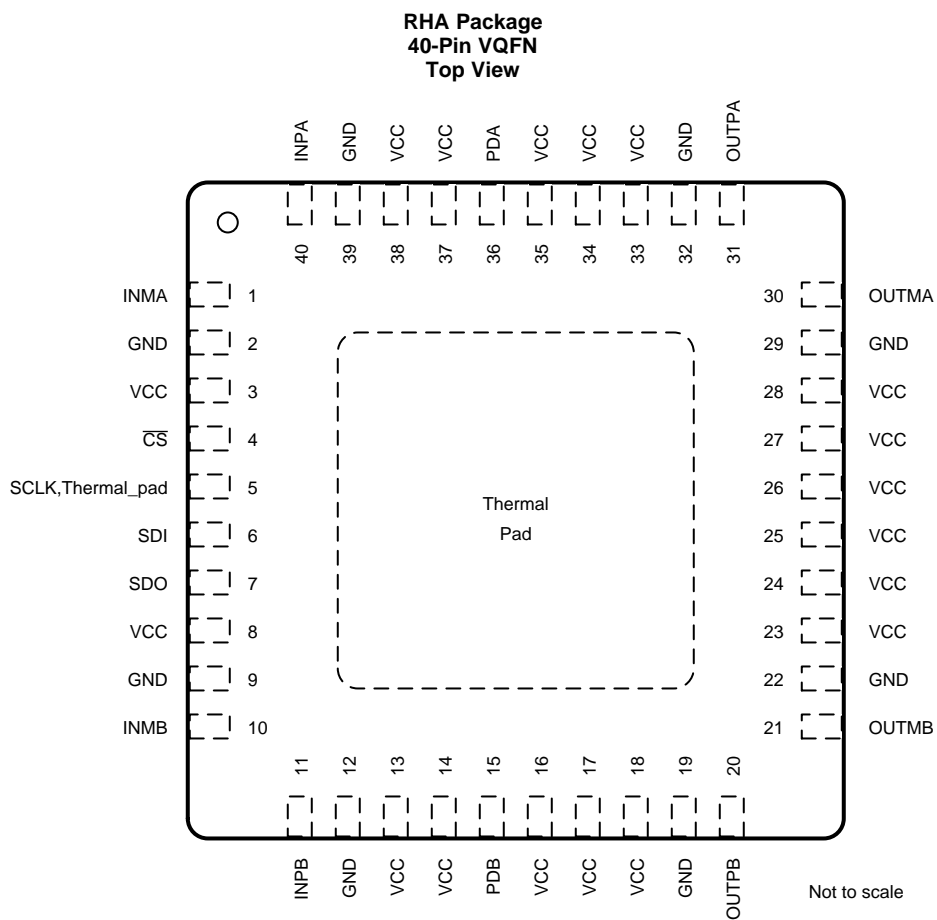 RHA Package
40-Pin VQFN
Top View
INPA
GND
VCC
VCC
PDA
VCC
VCC
VCC
GND
OUTPA
40
39
38
37
36
35
34
33
32
31
INMA 1
GND 2
VCC 3
CS 4
SCLK,Thermal_pad 5
SDI 6
SDO 7
VCC 8
GND 9
INMB 10
30 OUTMA
29 GND
28 VCC
27 VCC
26 VCC
25 VCC
24 VCC
23 VCC
22 GND
21 OUTMB
Thermal
Pad
11
12
13
14
15
16
17
18
19
20
INPB
GND
VCC
VCC
PDB
VCC
VCC
VCC
GND
OUTPB
Not to scale